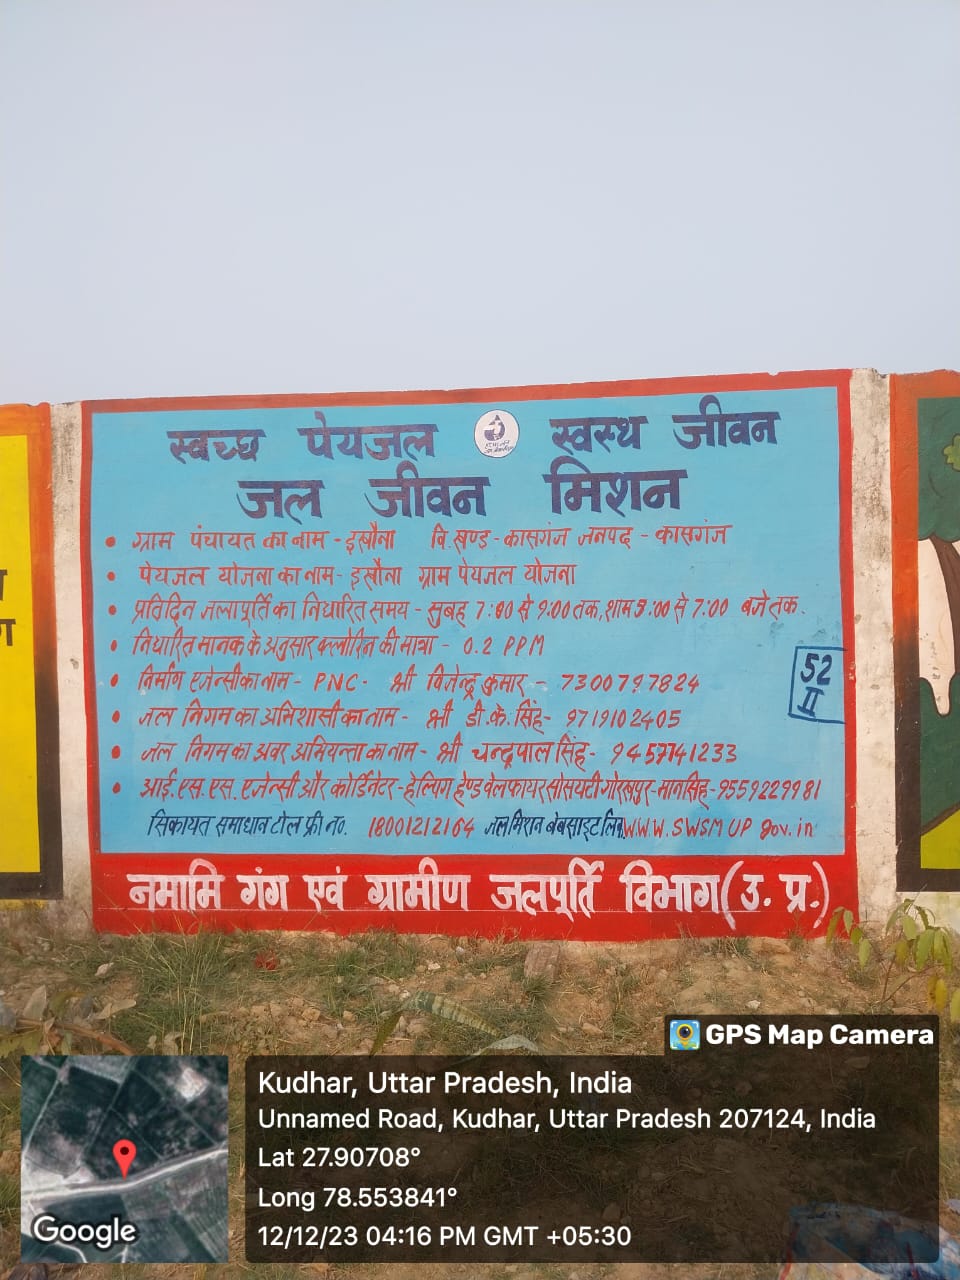 स्वच्छ पेयजल स्वस्थ जीवन
जल जीवन मिशन
• ग्राम पंचायत का नाम - इखौना वि. खण्ड - कासगंज जनपद - कासगंज
• पेयजल योजना का नाम - इखौना ग्राम पेयजल योजना
• प्रतिदिन जलापूर्ति का निर्धारित समय - सुबह 7:00 से 9:00 तक, शाम 5:00 से 7:00 बजे तक.
• निर्धारित मानक के अनुसार क्लोरिन की मात्रा - 0.2 PPM
• निर्माण एजेन्सी का नाम - PNC - श्री विजेन्द्र कुमार - 7300797824
• जल निगम का अभिशासी का नाम - श्री डी.के. सिंह - 9719102405
• जल निगम का अवर अभियन्ता का नाम - श्री चन्द्रपाल सिंह - 9457741233
• आई.एस.एस. एजेन्सी और कोर्डिनेटर - हेल्पिग हेण्ड वेलफायर सोसयटी गोरखपुर - मानसिह - 9559229981
सिकायत समाधान टोल फ्री न०. 18001212164 जल मिशन बेबसाइट लिंक WWW.SWSM UP gov.in
52
II
नमामि गंग एवं ग्रामीण जलपूर्ति विभाग (उ. प्र.)
GPS Map Camera
Kudhar, Uttar Pradesh, India
Unnamed Road, Kudhar, Uttar Pradesh 207124, India
Lat 27.90708°
Long 78.553841°
12/12/23 04:16 PM GMT +05:30
Google